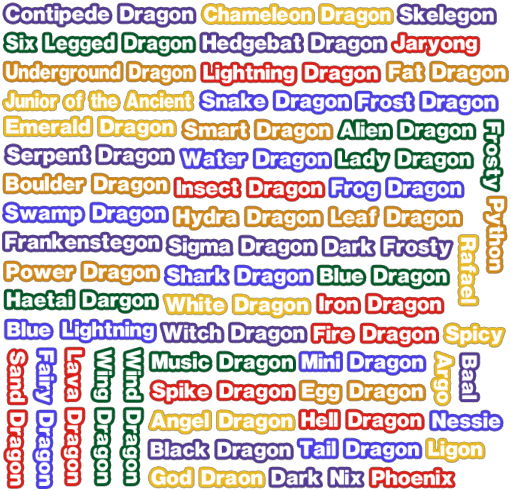 Contipede Dragon Chameleon Dragon Skelegon
Six Legged Dragon Hedgebat Dragon Jaryong
Underground Dragon Lightning Dragon Fat Dragon
Junior of the Ancient Snake Dragon Frost Dragon
Emerald Dragon Smart Dragon Alien Dragon
Frosty Python
Serpent Dragon Water Dragon Lady Dragon
Boulder Dragon Insect Dragon Frog Dragon
Swamp Dragon Hydra Dragon Leaf Dragon
Frankenstegon Sigma Dragon Dark Frosty
Rafael
Power Dragon Shark Dragon Blue Dragon
Haetai Dargon White Dragon Iron Dragon
Blue Lightning Witch Dragon Fire Dragon Spicy
Sand Dragon
Fairy Dragon
Lava Dragon
Wing Dragon
Wind Dragon
Music Dragon Mini Dragon
Argo
Baal
Spike Dragon Egg Dragon
Angel Dragon Hell Dragon Nessie
Black Dragon Tail Dragon Ligon
God Draon Dark Nix Phoenix